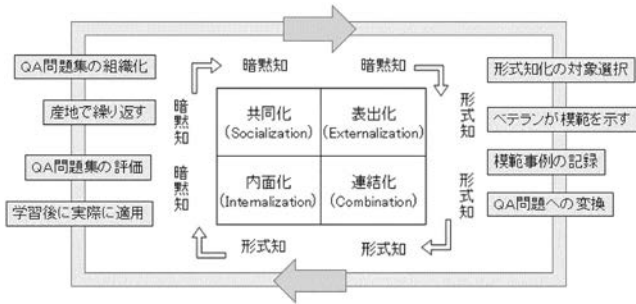 暗黙知
暗黙知
QA問題集の組織化
産地で繰り返す
QA問題集の評価
学習後に実際に適用
暗黙知
暗黙知
共同化
(Socialization)
表出化
(Externalization)
内面化
(Internalization)
連結化
(Combination)
形式知
形式知
形式知
形式知
形式知化の対象選択
ベテランが模範を示す
模範事例の記録
QA問題への変換